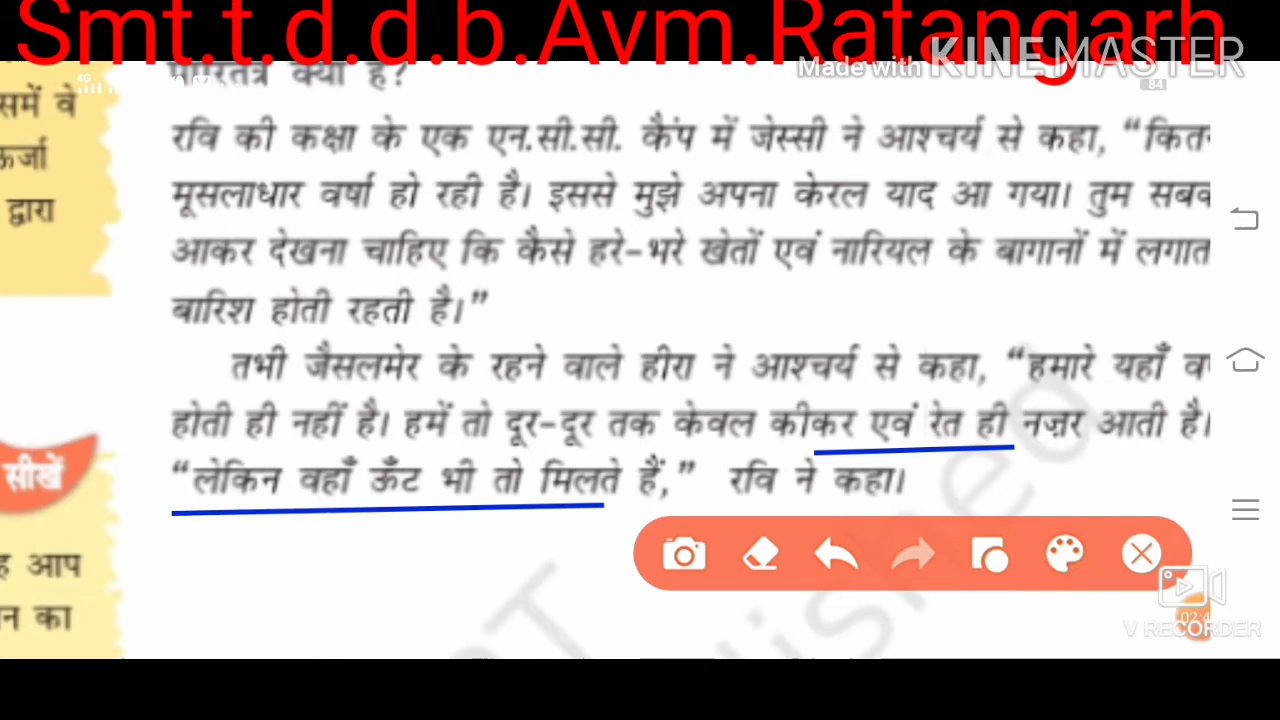 Smt.t.d.d.b.Avm.Ratangarh
Made with KINEMASTER
84
4G
क्या है?
समें वे
ऊर्जा
द्वारा
रवि की कक्षा के एक एन.सी.सी. कैंप में जेस्सी ने आश्चर्य से कहा, “कित
मूसलाधार वर्षा हो रही है। इससे मुझे अपना केरल याद आ गया। तुम सब
आकर देखना चाहिए कि कैसे हरे-भरे खेतों एवं नारियल के बागानों में लगात
बारिश होती रहती है।”
तभी जैसलमेर के रहने वाले हीरा ने आश्चर्य से कहा, “हमारे यहाँ व
होती ही नहीं है। हमें तो दूर-दूर तक केवल कीकर एवं रेत ही नज़र आती है।
“लेकिन वहाँ ऊँट भी तो मिलते हैं,” रवि ने कहा।
सीखें
ह आप
न का
V RECORDER